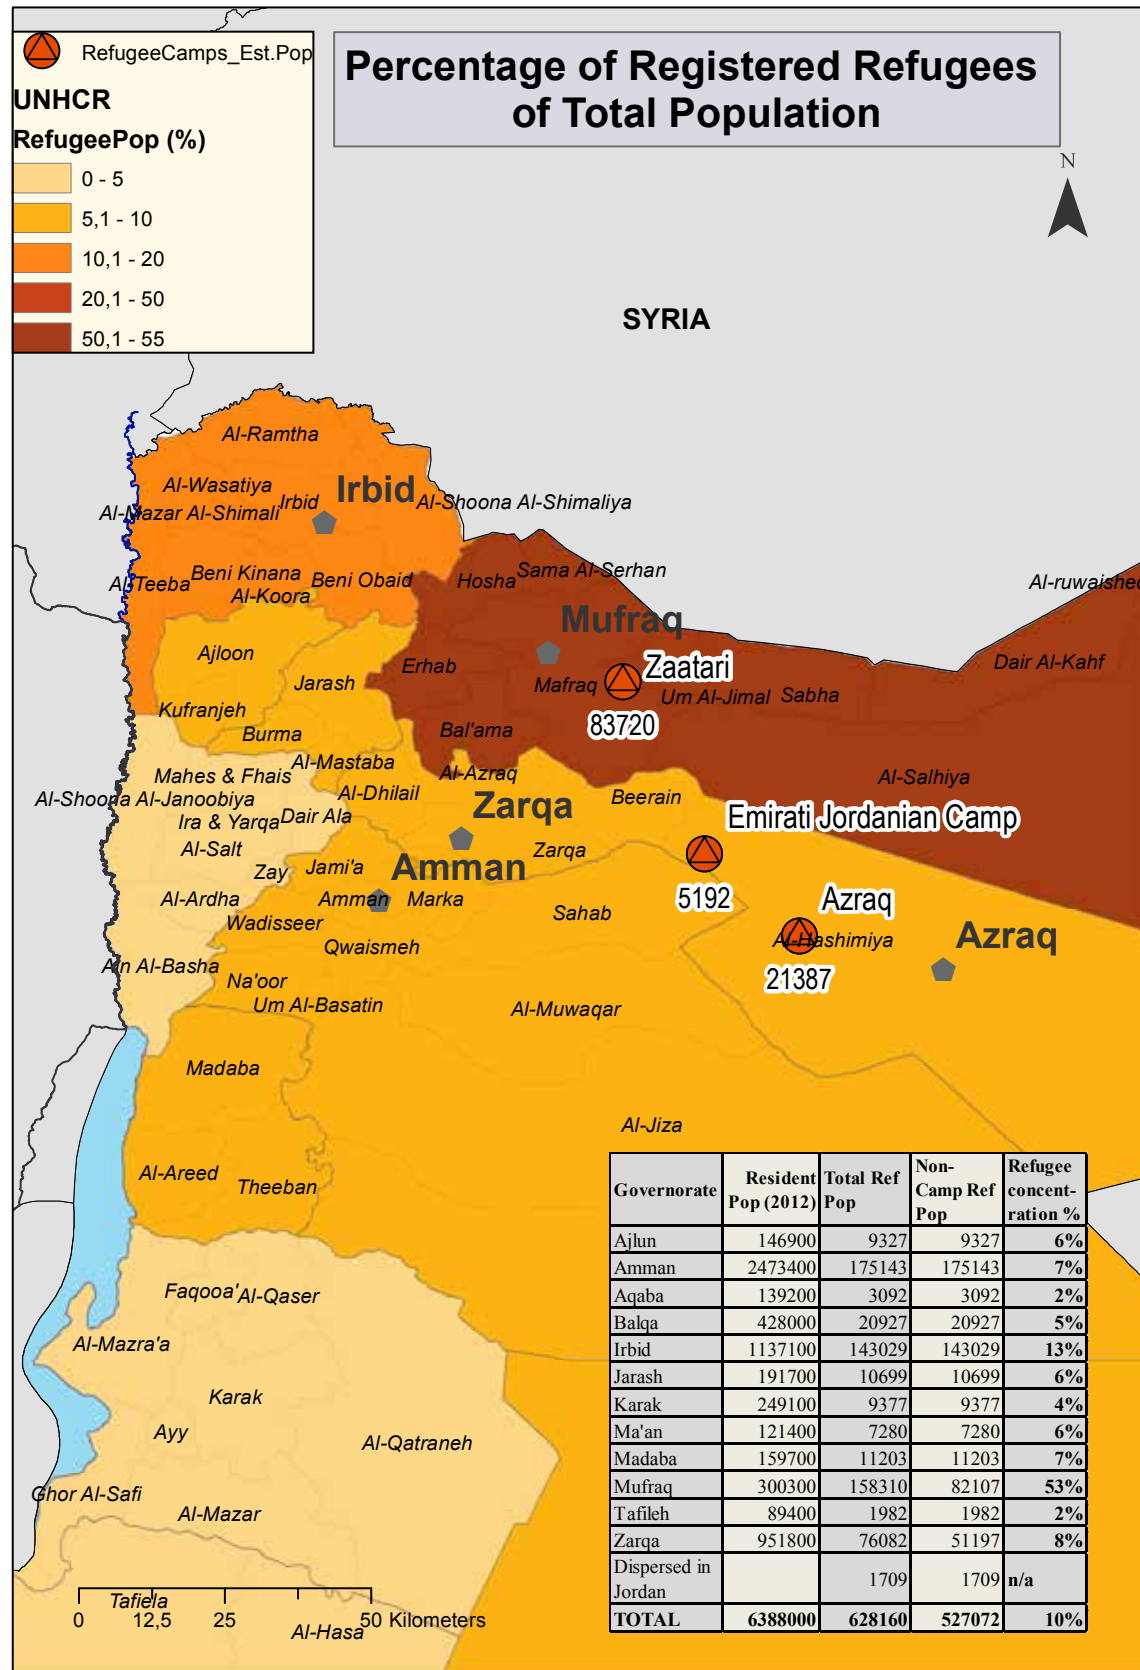 RefugeeCamps_Est.Pop
UNHCR
RefugeePop (%)
0 - 5
5,1 - 10
10,1 - 20
20,1 - 50
50,1 - 55
Percentage of Registered Refugees
of Total Population
N
SYRIA
Al-Ramtha
Al-Wasatiya
Irbid
Irbid
Al-Shoona Al-Shimaliya
Al-Mazar Al-Shimali
Al-Teeba
Beni Kinana
Beni Obaid
Al-Koora
Hosha
Sama Al-Serhan
Al-ruwaished
Mufraq
Ajloon
Jarash
Erhab
Mafraq
Zaatari
83720
Um Al-Jimal
Sabha
Dair Al-Kahf
Kufranjeh
Burma
Bal'ama
Al-Mastaba
Mahes & Fhais
Al-Azraq
Al-Salhiya
Al-Shoona Al-Janoobiya
Al-Dhilail
Beerain
Zarqa
Ira & Yarqa
Dair Ala
Emirati Jordanian Camp
5192
Al-Salt
Zarqa
Zay
Jami'a
Amman
Al-Ardha
Amman
Marka
Azraq
Wadisseer
Sahab
Qwaismeh
Al-Hashimiya
Azraq
21387
Ain Al-Basha
Na'oor
Um Al-Basatin
Al-Muwaqar
Madaba
Al-Jiza
Al-Areed
Theeban
Faqooa'
Al-Qaser
Al-Mazra'a
Karak
Ayy
Al-Qatraneh
Ghor Al-Safi
Al-Mazar
Tafiela
Al-Hasa
0 12,5 25 50 Kilometers
Governorate Resident Pop (2012) Total Ref Pop Non-Camp Ref Pop Refugee concent-ration %
Ajlun 146900 9327 9327 6%
Amman 2473400 175143 175143 7%
Aqaba 139200 3092 3092 2%
Balqa 428000 20927 20927 5%
Irbid 1137100 143029 143029 13%
Jarash 191700 10699 10699 6%
Karak 249100 9377 9377 4%
Ma'an 121400 7280 7280 6%
Madaba 159700 11203 11203 7%
Mufraq 300300 158310 82107 53%
Tafileh 89400 1982 1982 2%
Zarqa 951800 76082 51197 8%
Dispersed in Jordan 1709 1709 n/a
TOTAL 6388000 628160 527072 10%